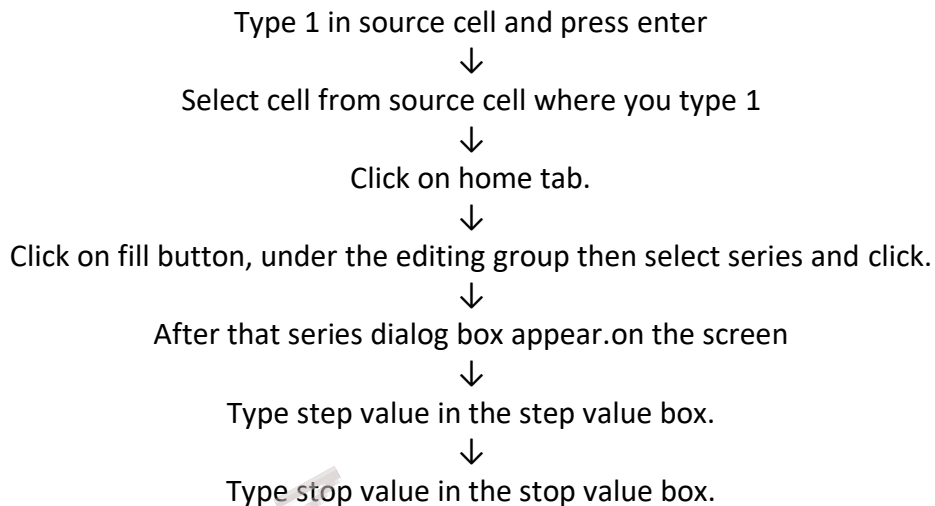 Type 1 in source cell and press enter
↓
Select cell from source cell where you type 1
↓
Click on home tab.
↓
Click on fill button, under the editing group then select series and click.
↓
After that series dialog box appear.on the screen
↓
Type step value in the step value box.
↓
Type stop value in the stop value box.